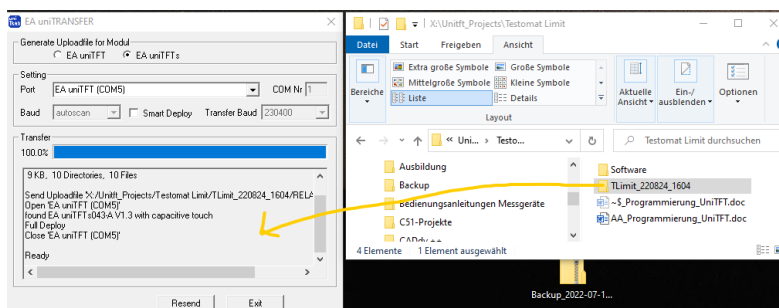 EA uniTRANSFER
Generate Uploadfile for Modul
EA uniTFT
EA uniTFTs
Setting
Port
EA uniTFT (COM5)
COM Nr
1
Baud
autoscan
Smart Deploy
Transfer Baud
230400
Transfer
100.0%
9 KB, 10 Directories, 10 Files
Send Uploadfile 'X:/Unitft_Projects/Testomat Limit/TLimit_220824_1604/RELA
Open 'EA uniTFT (COM5)'
found EA uniTFTs043-A V1.3 with capacitive touch
Full Deploy
Close 'EA uniTFT (COM5)'
Ready
Resend
Exit
X:\Unitft_Projects\Testomat Limit
Datei
Start
Freigeben
Ansicht
Bereiche
Extra große Symbole
Große Symbole
Mittelgroße Symbole
Kleine Symbole
Liste
Details
Layout
Aktuelle
Ansicht
Ein-/
ausblenden
Optionen
« Uni... › Testo...
Testomat Limit durchsuchen
Ausbildung
Backup
Bedienungsanleitungen Messgeräte
C51-Projekte
CADdy ++
Software
TLimit_220824_1604
~$_Programmierung_UniTFT.doc
AA_Programmierung_UniTFT.doc
4 Elemente
1 Element ausgewählt
Backup_2022-07-1...